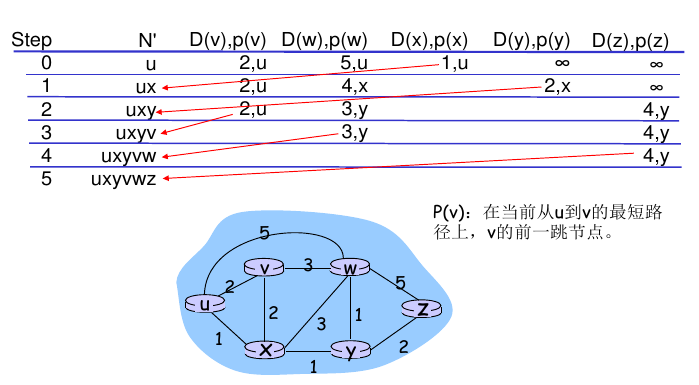 Step N' D(v),p(v) D(w),p(w) D(x),p(x) D(y),p(y) D(z),p(z)
0 u 2,u 5,u 1,u ∞ ∞
1 ux 2,u 4,x 2,x ∞
2 uxy 2,u 3,y 4,y
3 uxyv 3,y 4,y
4 uxyvw 4,y
5 uxyvwz
P(v)：在当前从u到v的最短路
径上，v的前一跳节点。
5
v 3 w
2 5
u 2 3 1 z
1 2
x 1 y